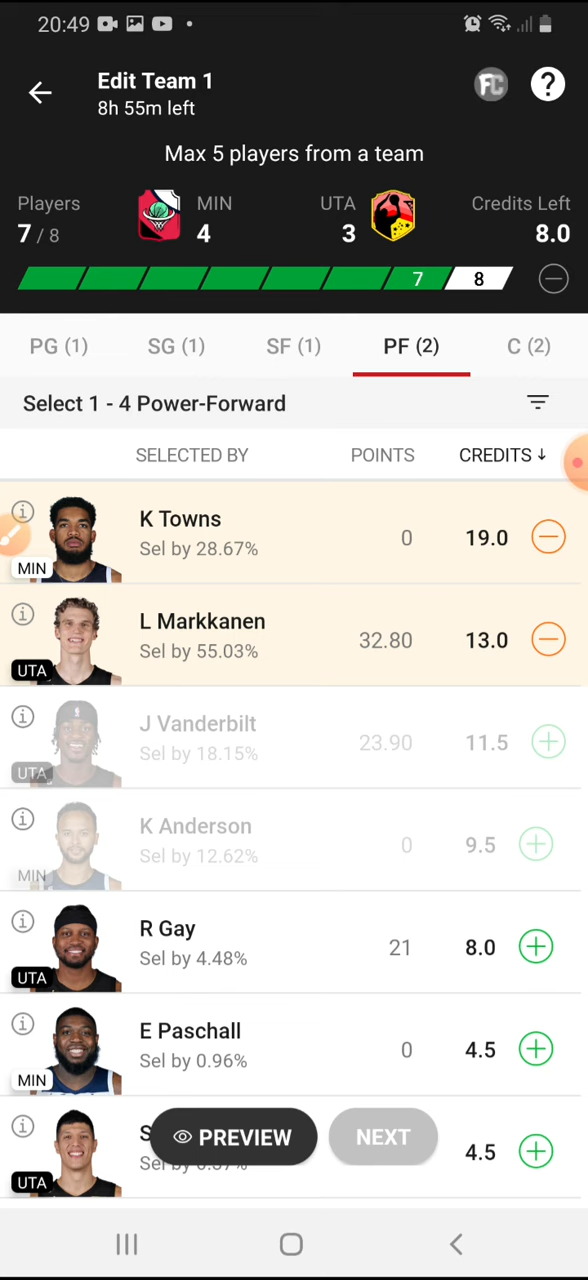 20:49
Edit Team 1
8h 55m left
FC
?
Max 5 players from a team
Players
7 / 8
MIN
4
UTA
3
Credits Left
8.0
7
8
PG (1)
SG (1)
SF (1)
PF (2)
C (2)
Select 1 - 4 Power-Forward
SELECTED BY
POINTS
CREDITS ↓
K Towns
Sel by 28.67%
0
19.0
MIN
L Markkanen
Sel by 55.03%
32.80
13.0
UTA
J Vanderbilt
Sel by 18.15%
23.90
11.5
UTA
K Anderson
Sel by 12.62%
0
9.5
MIN
R Gay
Sel by 4.48%
21
8.0
UTA
E Paschall
Sel by 0.96%
0
4.5
MIN
S
4.5
UTA
PREVIEW
NEXT